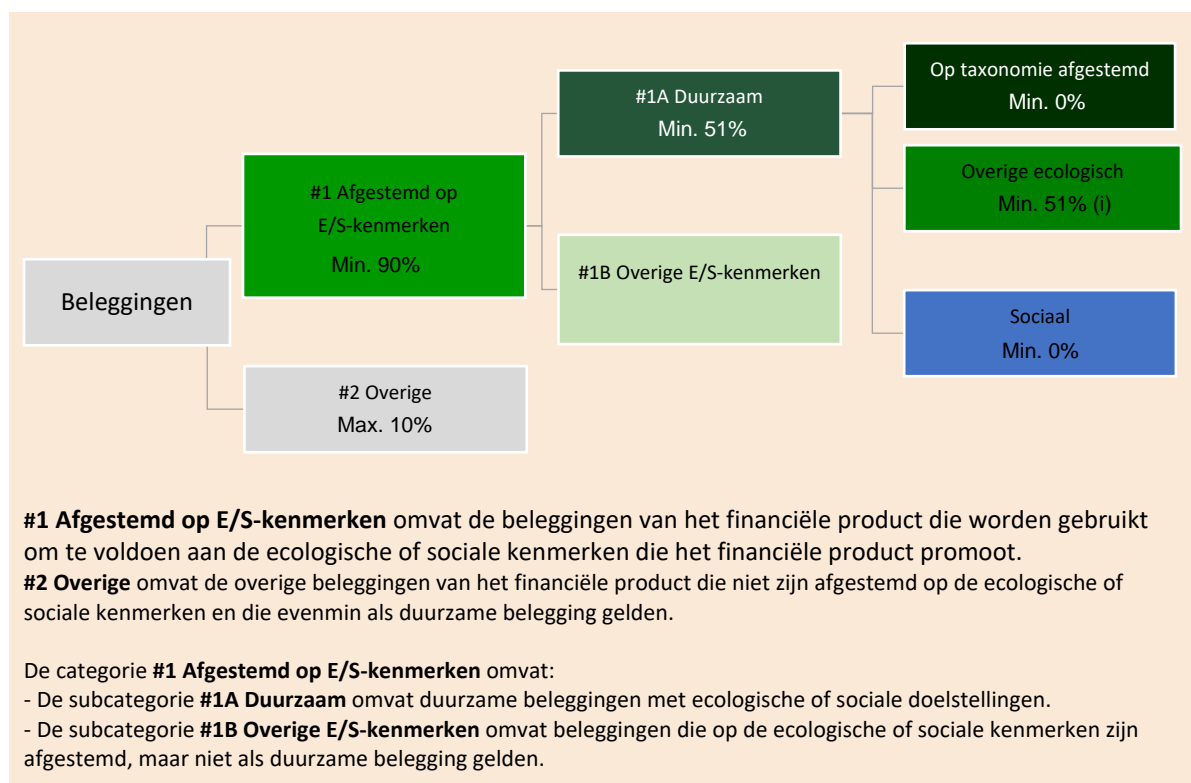 Beleggingen
#1 Afgestemd op
E/S-kenmerken
Min. 90%
#2 Overige
Max. 10%
#1A Duurzaam
Min. 51%
#1B Overige E/S-kenmerken
Op taxonomie afgestemd
Min. 0%
Overige ecologisch
Min. 51% (i)
Sociaal
Min. 0%
#1 Afgestemd op E/S-kenmerken omvat de beleggingen van het financiële product die worden gebruikt
om te voldoen aan de ecologische of sociale kenmerken die het financiële product promoot.
#2 Overige omvat de overige beleggingen van het financiële product die niet zijn afgestemd op de ecologische of
sociale kenmerken en die evenmin als duurzame belegging gelden.
De categorie #1 Afgestemd op E/S-kenmerken omvat:
- De subcategorie #1A Duurzaam omvat duurzame beleggingen met ecologische of sociale doelstellingen.
- De subcategorie #1B Overige E/S-kenmerken omvat beleggingen die op de ecologische of sociale kenmerken zijn
afgestemd, maar niet als duurzame belegging gelden.